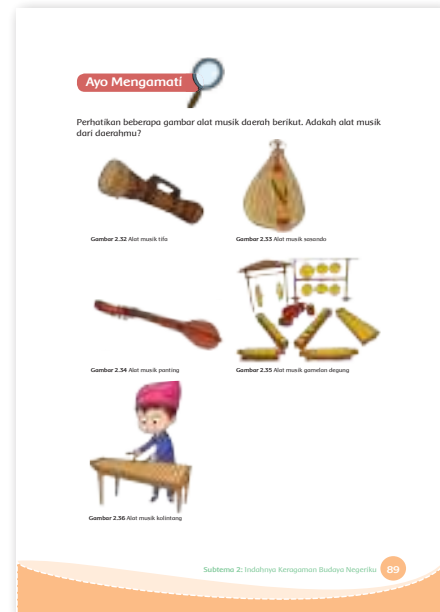 Ayo Mengamati
Perhatikan beberapa gambar alat musik daerah berikut. Adakah alat musik
dari daerahmu?
Gambar 2.32 Alat musik tifa
Gambar 2.33 Alat musik sasando
Gambar 2.34 Alat musik panting
Gambar 2.35 Alat musik gamelan degung
Gambar 2.36 Alat musik kolintang
Subtema 2: Indahnya Keragaman Budaya Negeriku 89